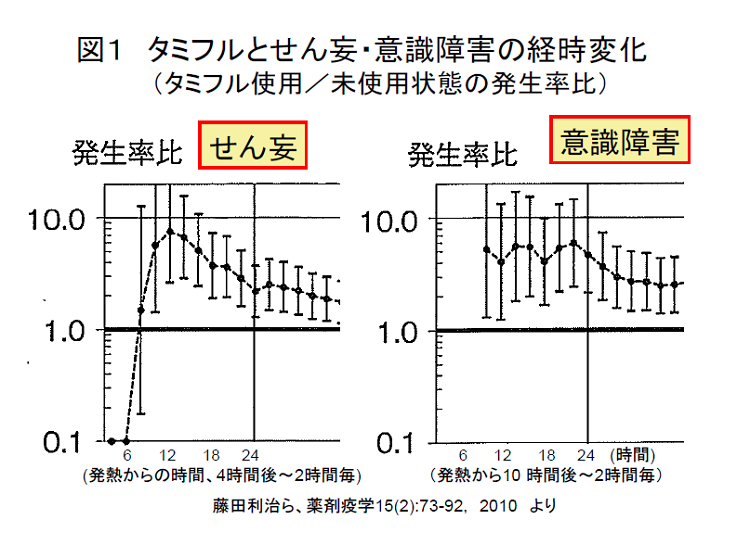 図1　タミフルとせん妄・意識障害の経時変化
（タミフル使用／未使用状態の発生率比）
発生率比
せん妄
10.0
1.0
0.1
6
12
18
24
(発熱からの時間、4時間後～2時間毎)
発生率比
意識障害
10.0
1.0
0.1
6
12
18
24
(時間)
（発熱から10 時間後～2時間毎）
藤田利治ら、薬剤疫学15(2):73-92,　2010　より